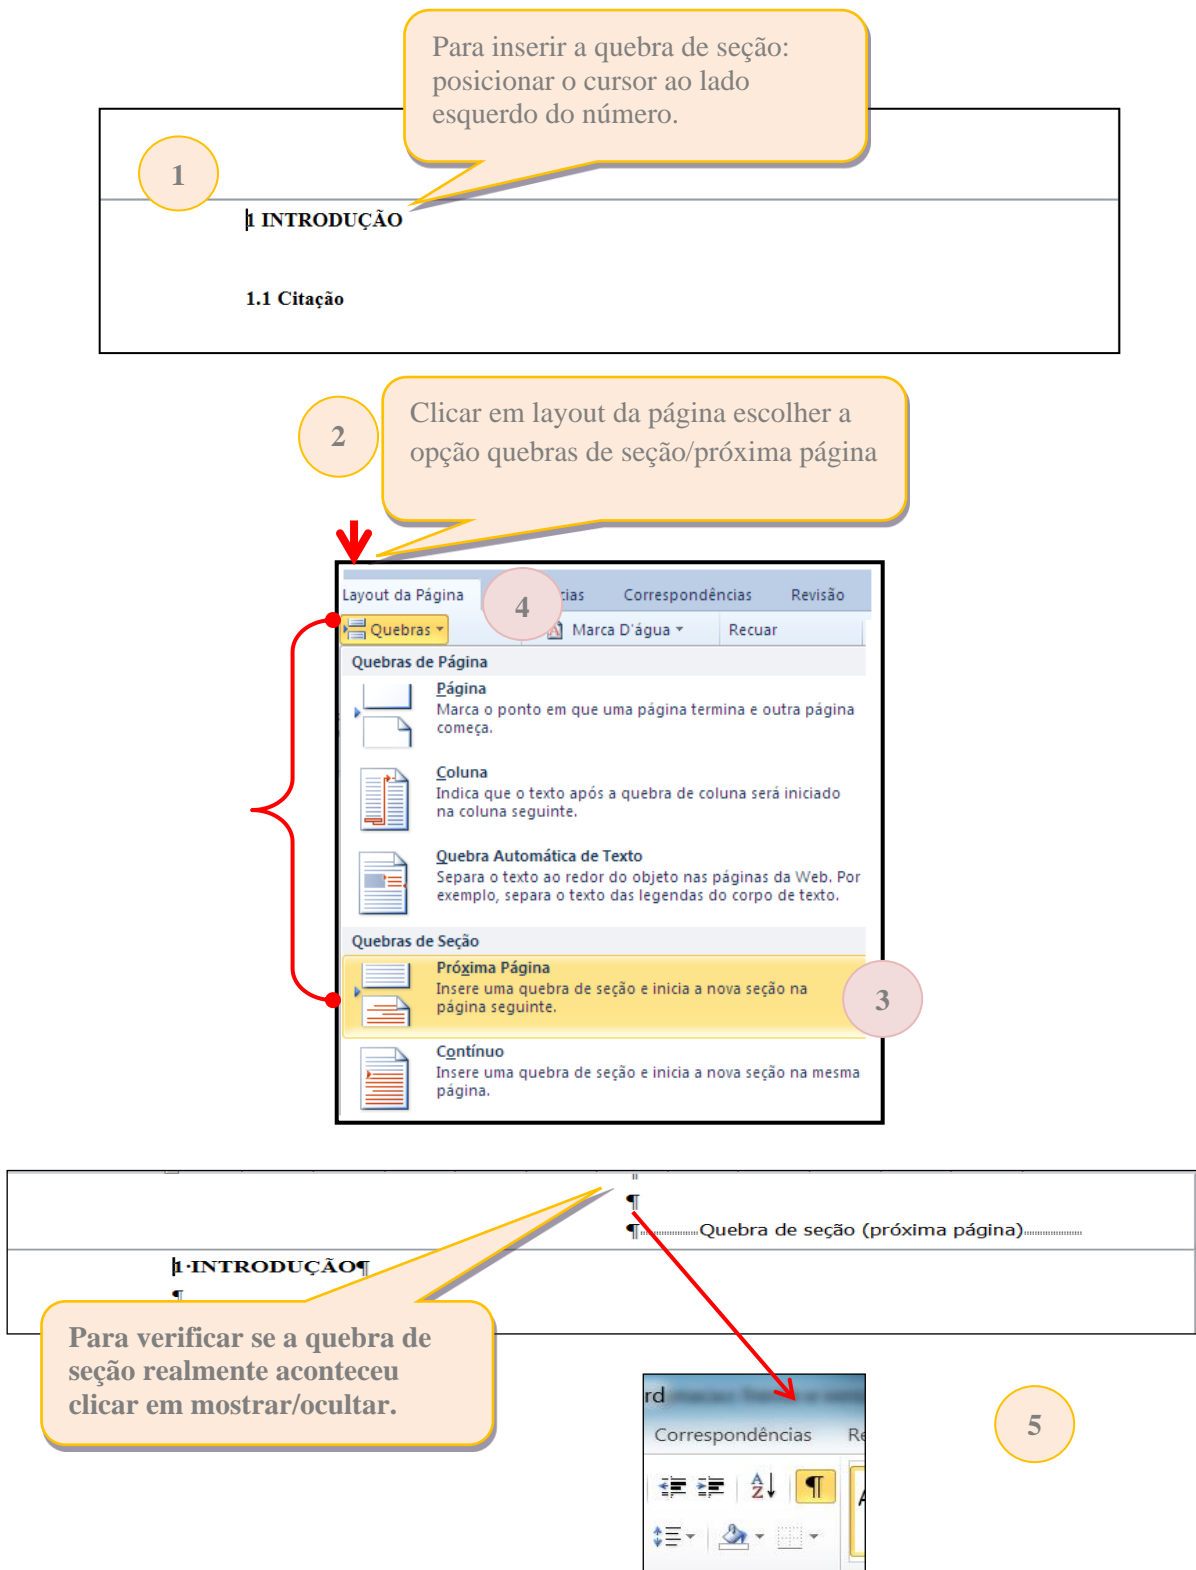 Para inserir a quebra de seção:
posicionar o cursor ao lado
esquerdo do número.
1
1 INTRODUÇÃO
1.1 Citação
2
Clicar em layout da página escolher a
opção quebras de seção/próxima página
Layout da Página
4
Correspondências
Revisão
Quebras
Marca D'água
Recuar
Quebras de Página
Página
Marca o ponto em que uma página termina e outra página
começa.
Coluna
Indica que o texto após a quebra de coluna será iniciado
na coluna seguinte.
Quebra Automática de Texto
Separa o texto ao redor do objeto nas páginas da Web. Por
exemplo, separa o texto das legendas do corpo de texto.
Quebras de Seção
Próxima Página
Insere uma quebra de seção e inicia a nova seção na
página seguinte.
3
Contínuo
Insere uma quebra de seção e inicia a nova seção na mesma
página.
¶
¶ Quebra de seção (próxima página)
1·INTRODUÇÃO¶
¶
Para verificar se a quebra de
seção realmente aconteceu
clicar em mostrar/ocultar.
rd
Correspondências
5
A
Z
¶